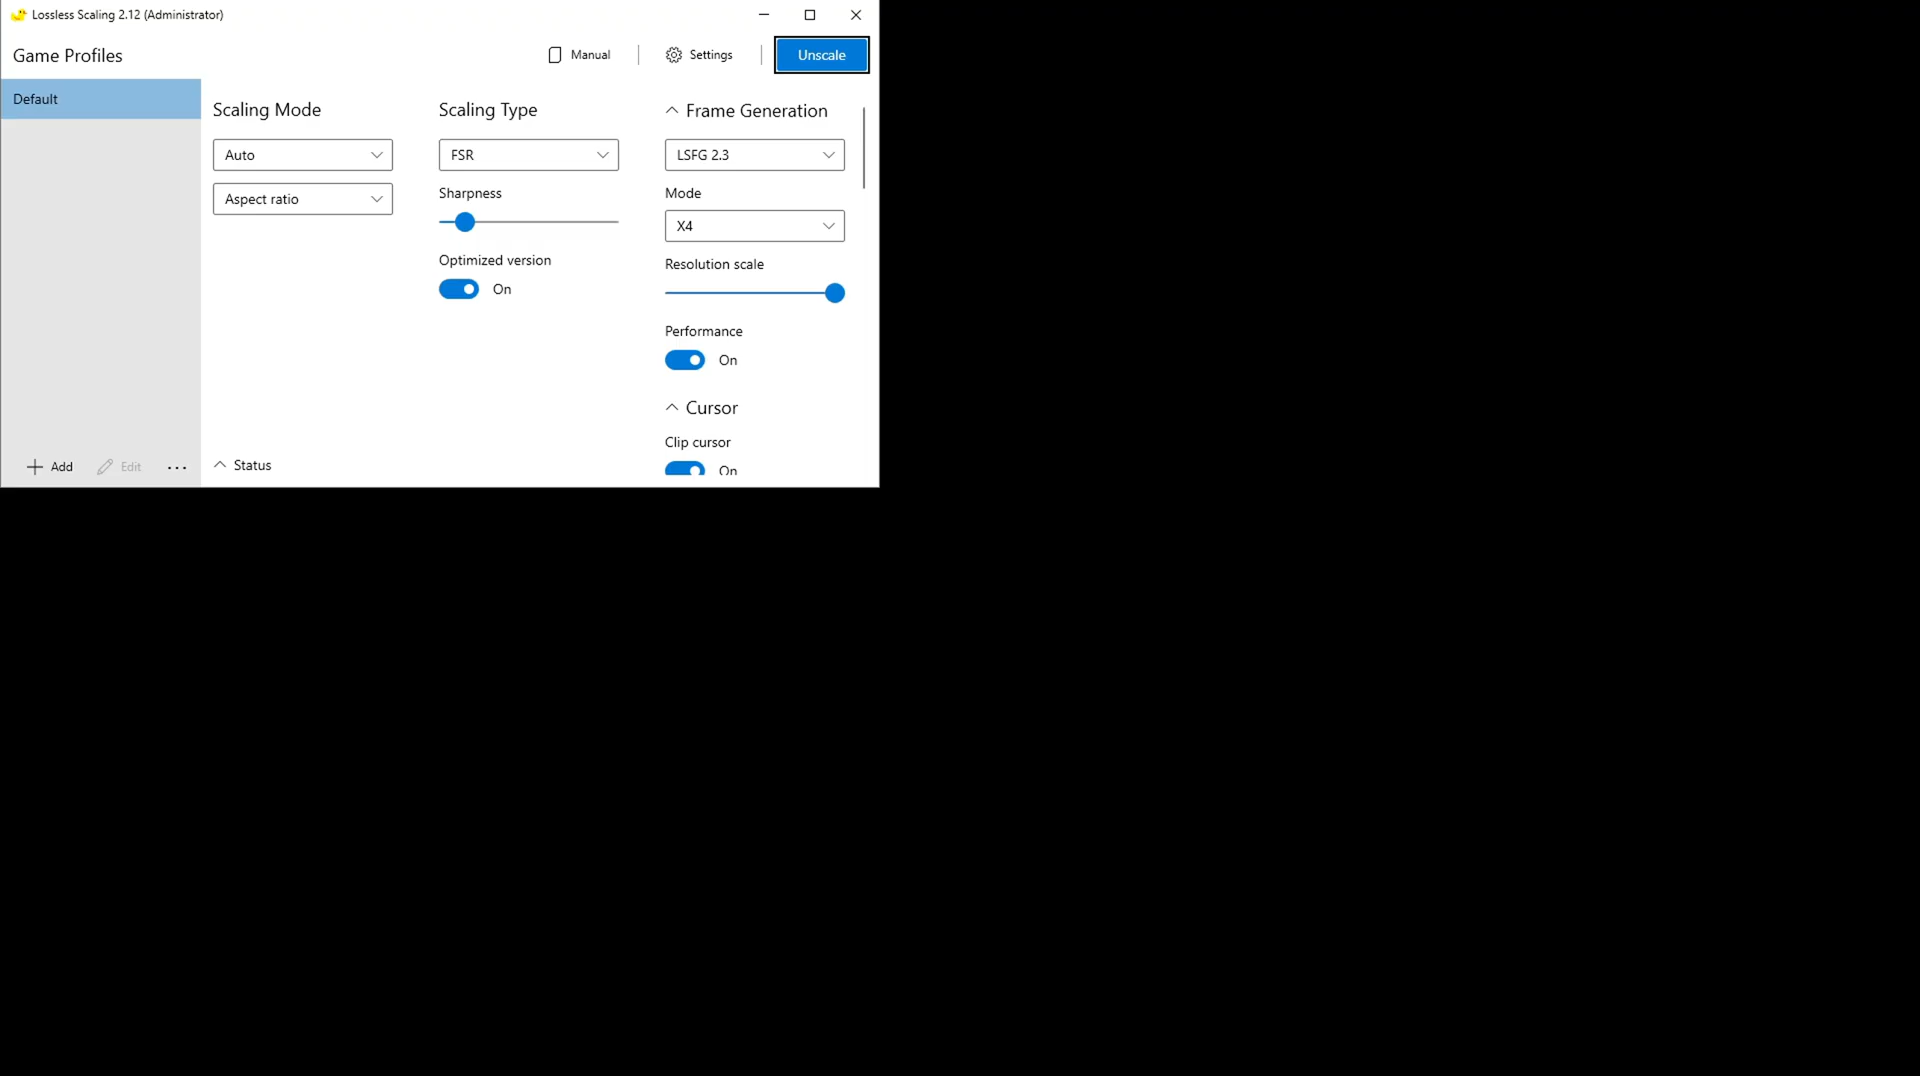 Lossless Scaling 2.12 (Administrator)
Game Profiles
Manual
Settings
Unscale
Default
Scaling Mode
Auto
Aspect ratio
Scaling Type
FSR
Sharpness
Optimized version
On
Frame Generation
LSFG 2.3
Mode
X4
Resolution scale
Performance
On
Cursor
Clip cursor
On
Add
Edit
Status